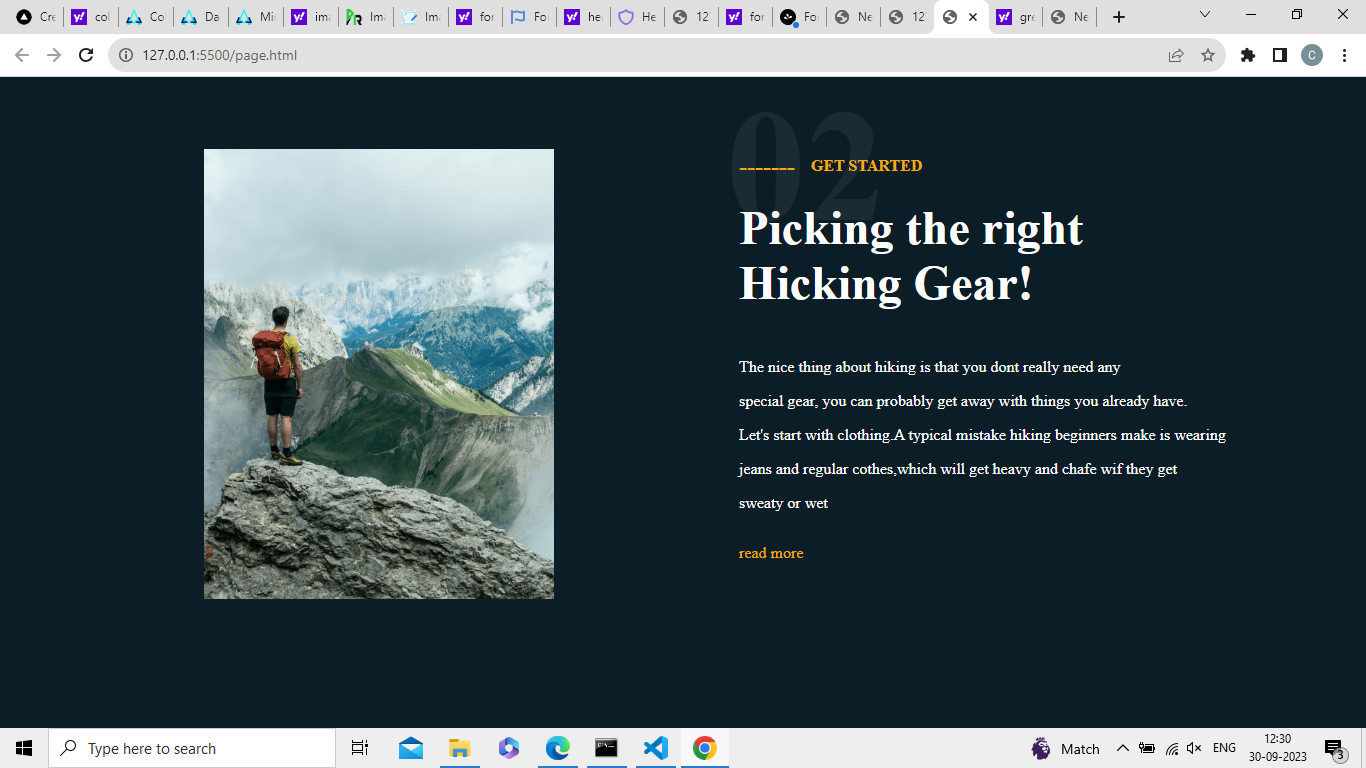 Cre
col
Co
Da
Mi
ima
Ima
Ima
for
Fo
he
He
12
for
Fo
Ne
12
gre
Ne
127.0.0.1:5500/page.html
C
02
------- GET STARTED
Picking the right
Hicking Gear!
The nice thing about hiking is that you dont really need any
special gear, you can probably get away with things you already have.
Let's start with clothing.A typical mistake hiking beginners make is wearing
jeans and regular cothes,which will get heavy and chafe wif they get
sweaty or wet
read more
Type here to search
Match
ENG
12:30
30-09-2023
3